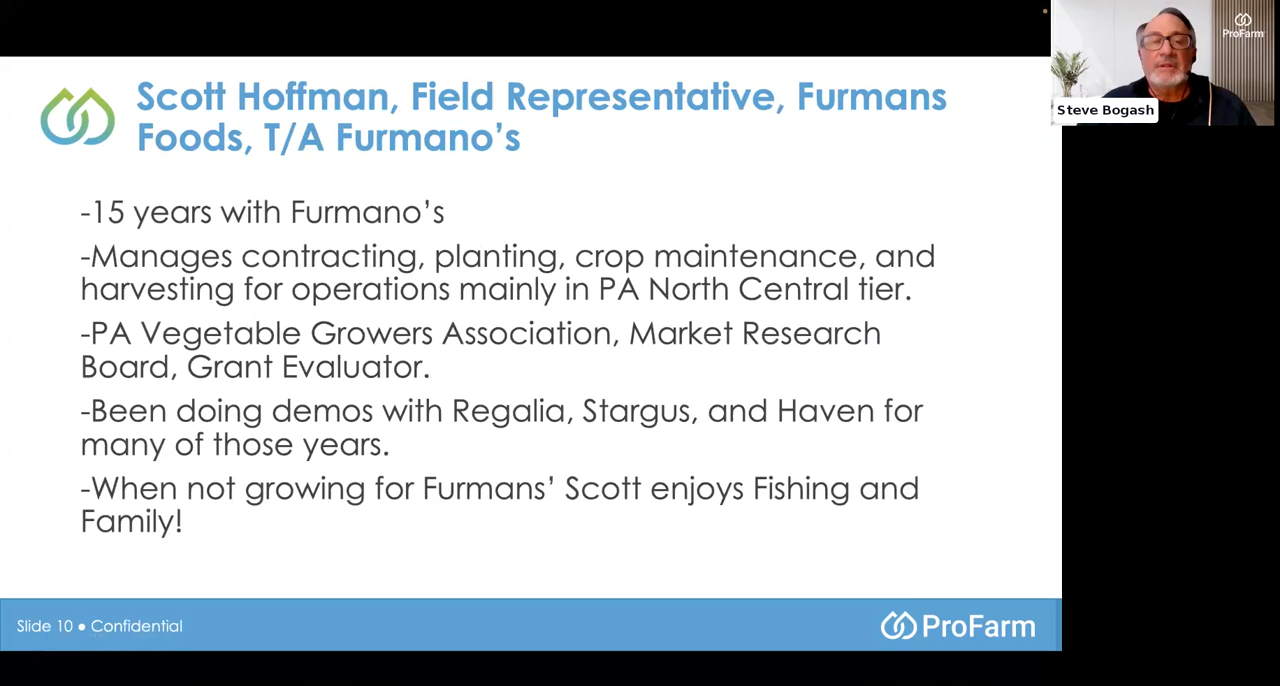 Scott Hoffman, Field Representative, Furmans
Foods, T/A Furmano’s
-15 years with Furmano’s
-Manages contracting, planting, crop maintenance, and
harvesting for operations mainly in PA North Central tier.
-PA Vegetable Growers Association, Market Research
Board, Grant Evaluator.
-Been doing demos with Regalia, Stargus, and Haven for
many of those years.
-When not growing for Furmans’ Scott enjoys Fishing and
Family!
Slide 10 ● Confidential
ProFarm
ProFarm
Steve Bogash